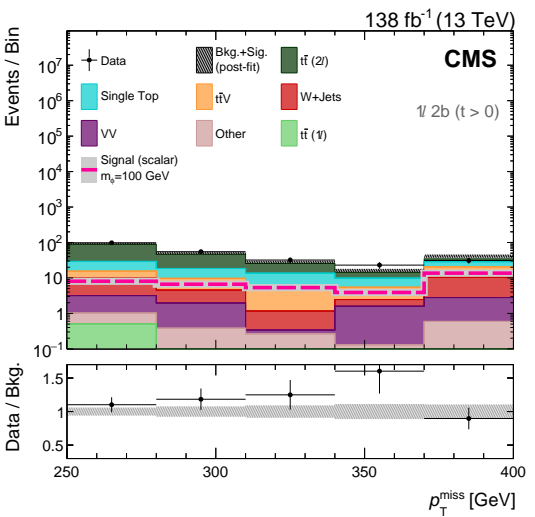 138 fb⁻¹ (13 TeV)
Events / Bin
CMS
1ℓ 2b (t > 0)
Data
Bkg.+Sig.
(post-fit)
tt̄ (2ℓ)
Single Top
tt̄V
W+Jets
VV
Other
tt̄ (1ℓ)
Signal (scalar)
m_ϕ=100 GeV
10⁷
10⁶
10⁵
10⁴
10³
10²
10
1
10⁻¹
Data / Bkg.
1.5
1.0
0.5
250 300 350 400
p_T^miss [GeV]